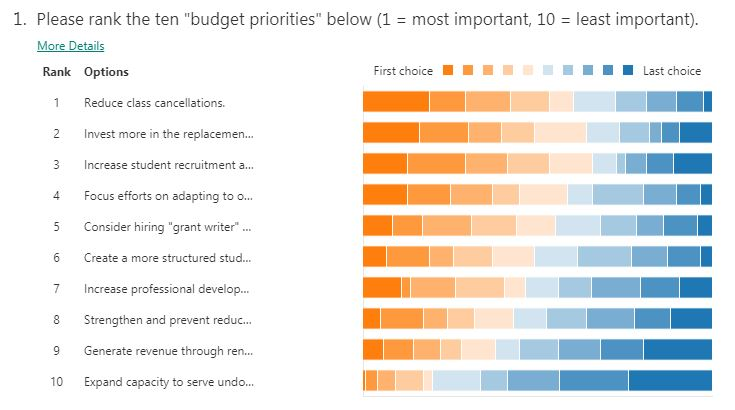 1. Please rank the ten "budget priorities" below (1 = most important, 10 = least important).
More Details
Rank Options First choice Last choice
1 Reduce class cancellations.
2 Invest more in the replacemen...
3 Increase student recruitment a...
4 Focus efforts on adapting to o...
5 Consider hiring "grant writer" ...
6 Create a more structured stud...
7 Increase professional develop...
8 Strengthen and prevent reduc...
9 Generate revenue through ren...
10 Expand capacity to serve undo...